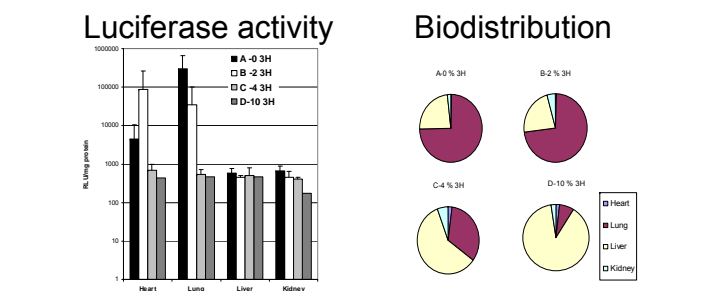 Luciferase activity
Biodistribution
1000000
100000
10000
1000
100
10
1
RLU/mg protein
A -0 3H
B -2 3H
C -4 3H
D-10 3H
Heart Lung Liver Kidney
A-0 % 3H
B-2 % 3H
C-4 % 3H
D-10 % 3H
Heart
Lung
Liver
Kidney